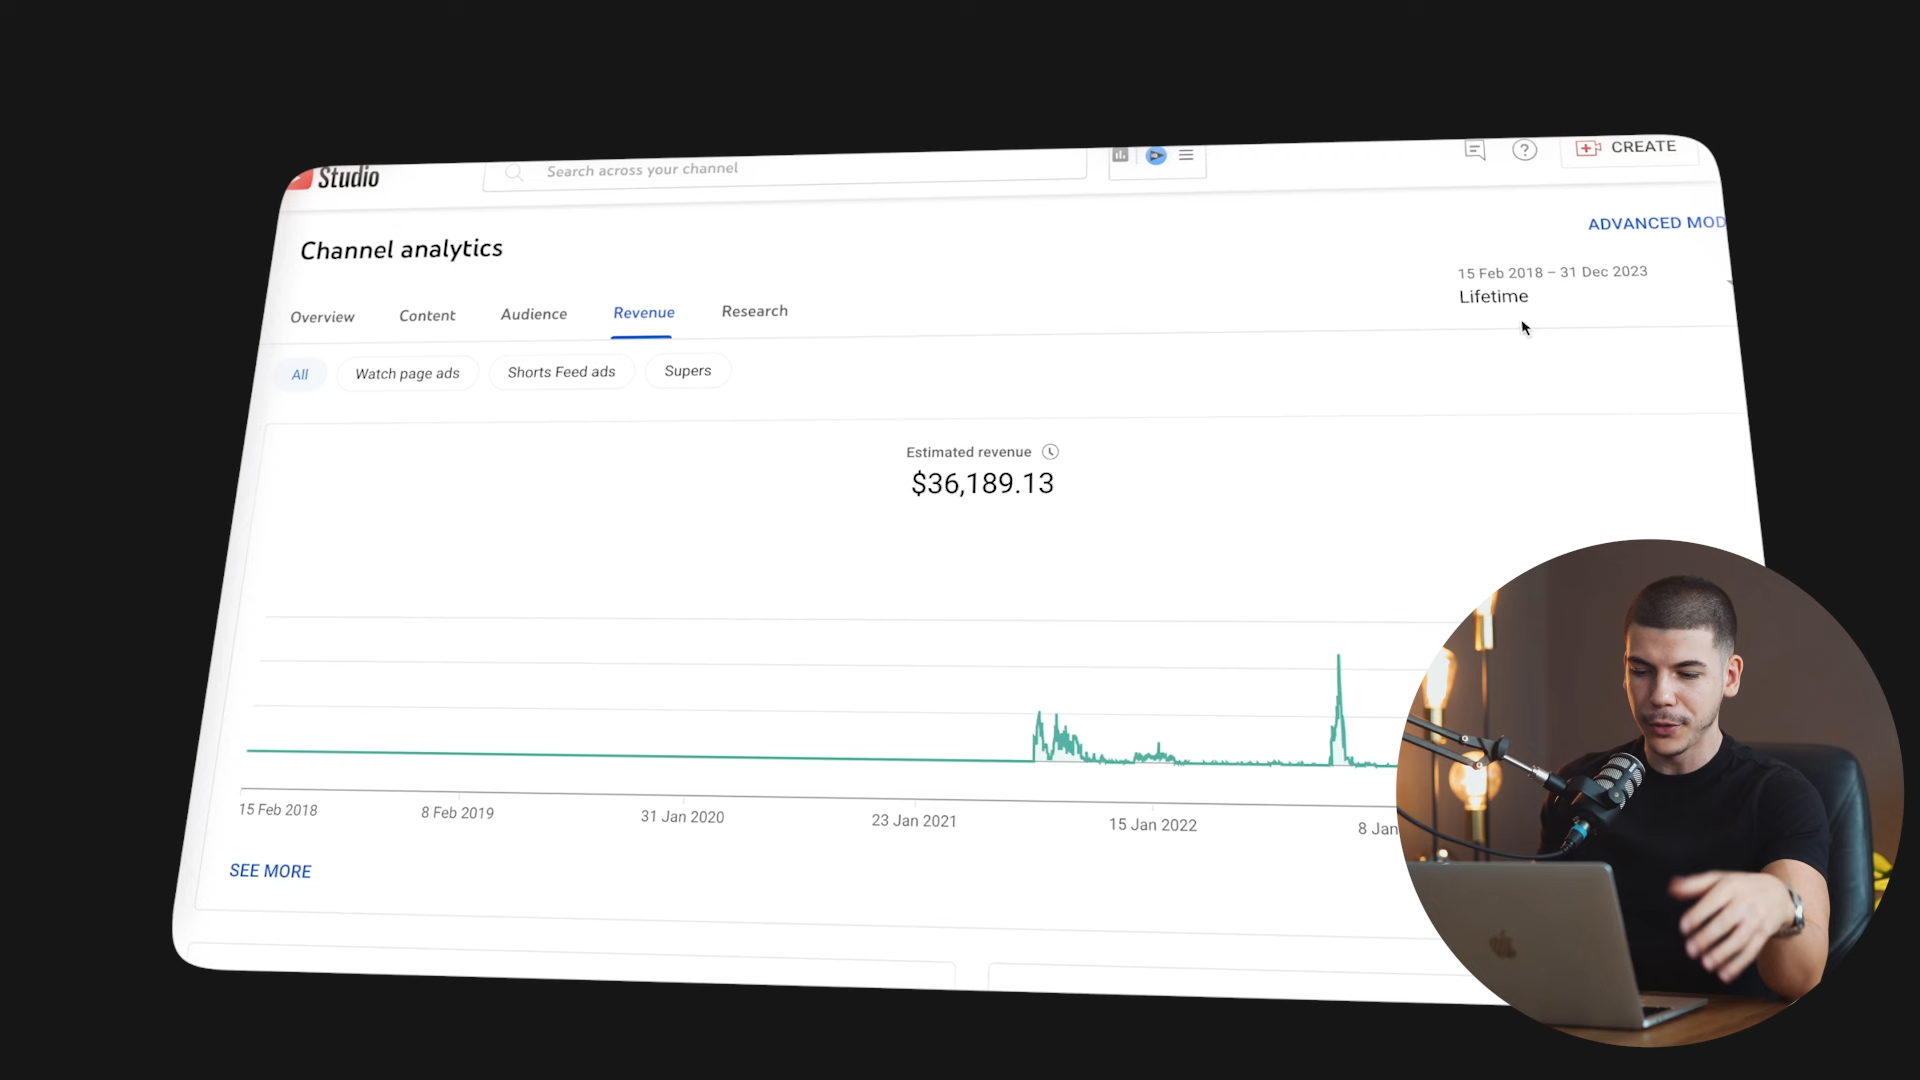 Studio
Search across your channel
CREATE
Channel analytics
ADVANCED MOD
15 Feb 2018 – 31 Dec 2023
Lifetime
Overview
Content
Audience
Revenue
Research
All
Watch page ads
Shorts Feed ads
Supers
Estimated revenue
$36,189.13
15 Feb 2018
8 Feb 2019
31 Jan 2020
23 Jan 2021
15 Jan 2022
8 Jan
SEE MORE